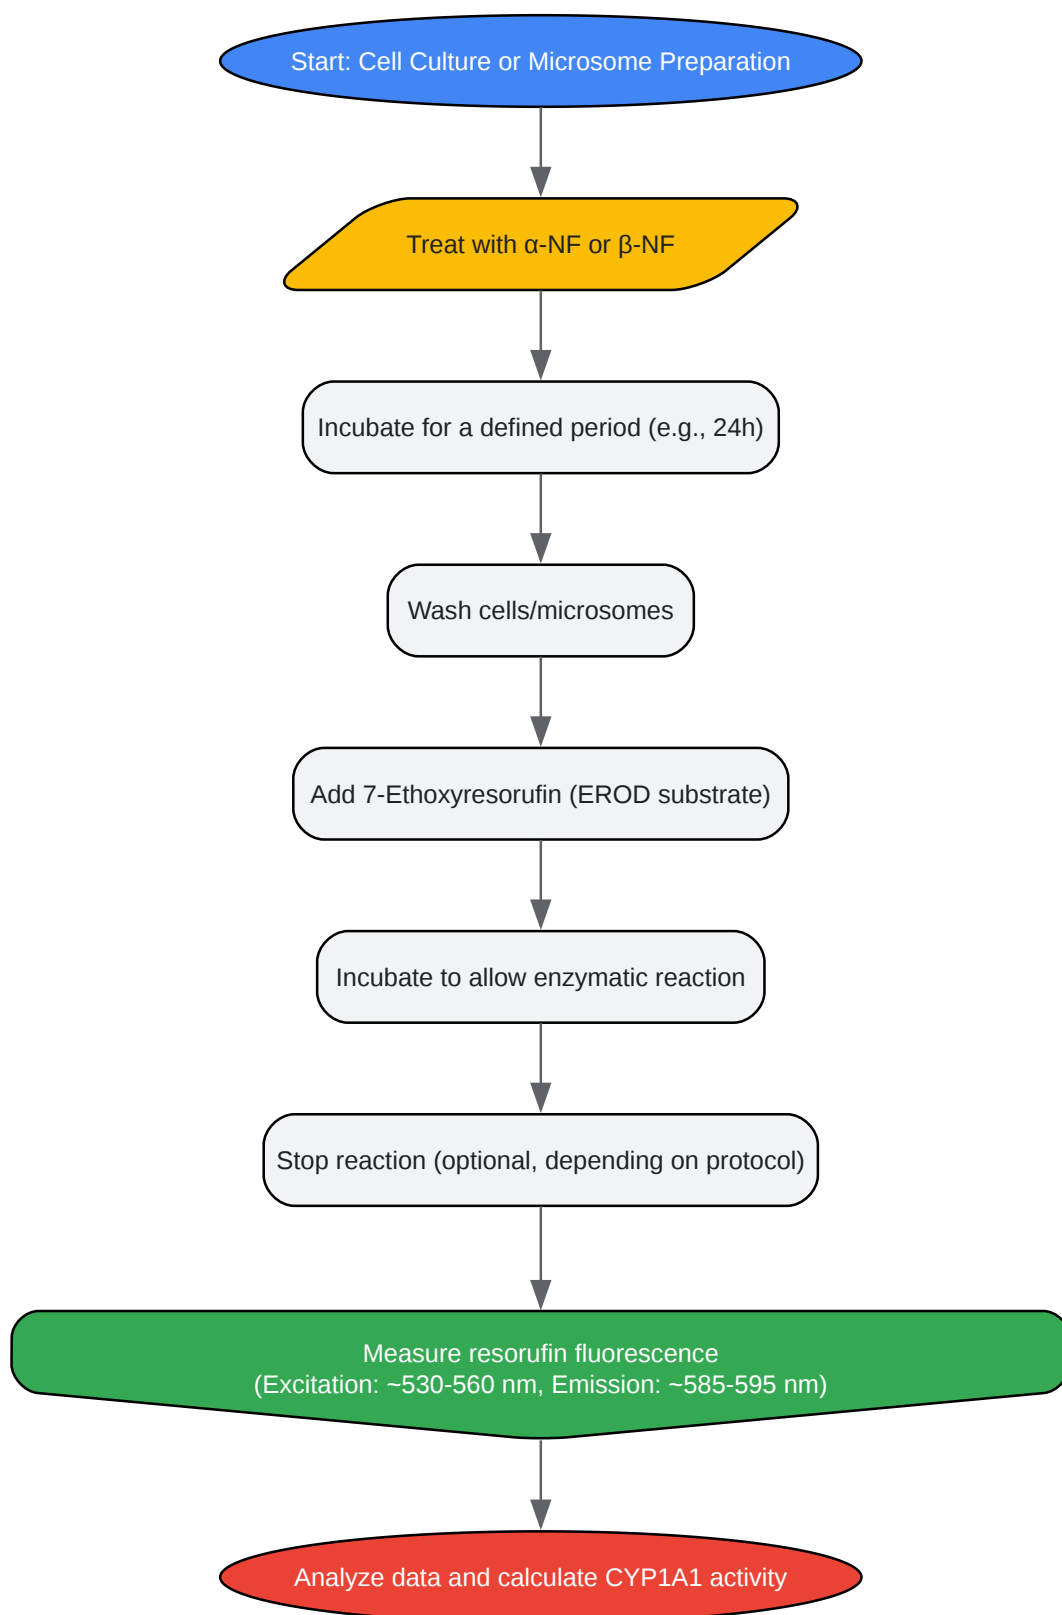 Start: Cell Culture or Microsome Preparation
Treat with α-NF or β-NF
Incubate for a defined period (e.g., 24h)
Wash cells/microsomes
Add 7-Ethoxyresorufin (EROD substrate)
Incubate to allow enzymatic reaction
Stop reaction (optional, depending on protocol)
Measure resorufin fluorescence
(Excitation: ~530-560 nm, Emission: ~585-595 nm)
Analyze data and calculate CYP1A1 activity